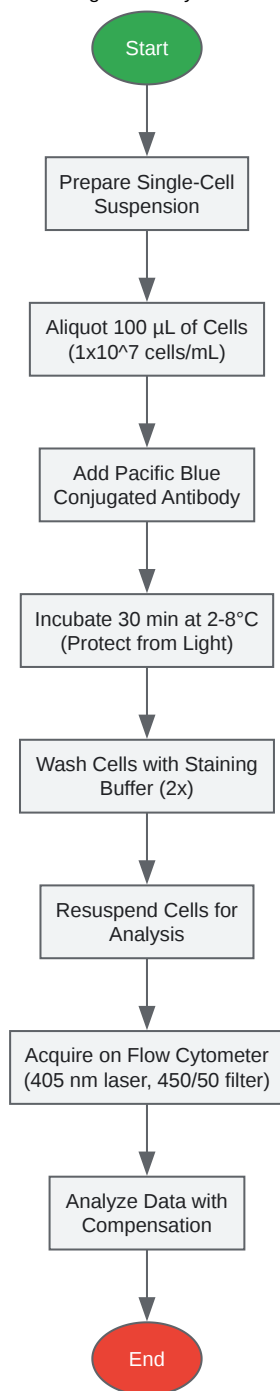 Start
Prepare Single-Cell
Suspension
Aliquot 100 µL of Cells
(1x10^7 cells/mL)
Add Pacific Blue
Conjugated Antibody
Incubate 30 min at 2-8°C
(Protect from Light)
Wash Cells with Staining
Buffer (2x)
Resuspend Cells for
Analysis
Acquire on Flow Cytometer
(405 nm laser, 450/50 filter)
Analyze Data with
Compensation
End